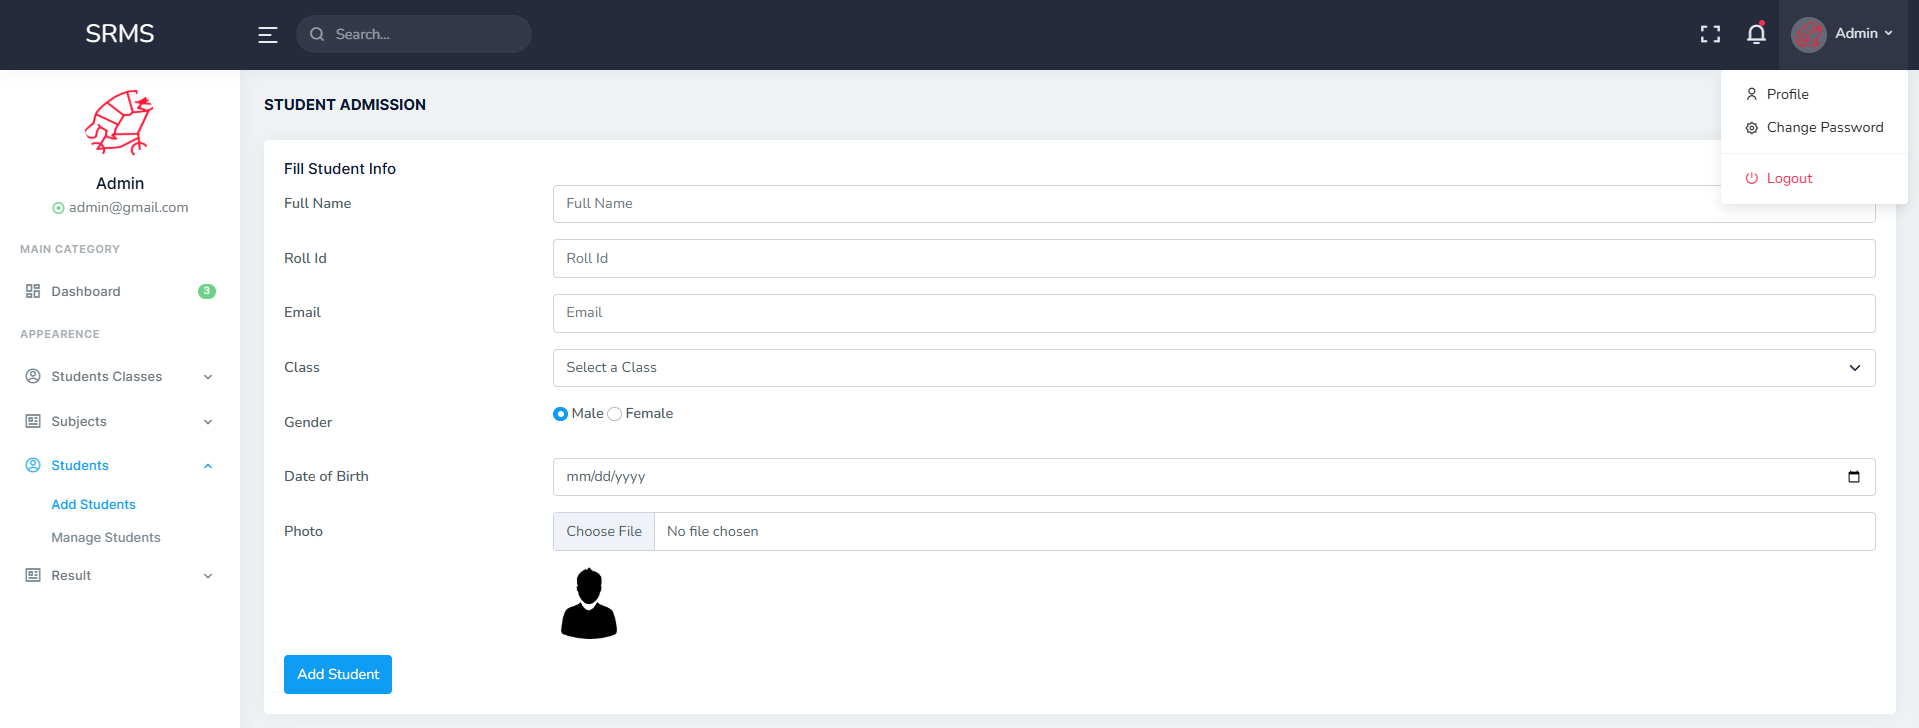 SRMS
Search...
Admin
Profile
Change Password
Logout
Admin
admin@gmail.com
MAIN CATEGORY
Dashboard 3
APPEARENCE
Students Classes
Subjects
Students
Add Students
Manage Students
Result
STUDENT ADMISSION
Fill Student Info
Full Name Full Name
Roll Id Roll Id
Email Email
Class Select a Class
Gender Male Female
Date of Birth mm/dd/yyyy
Photo Choose File No file chosen
Add Student